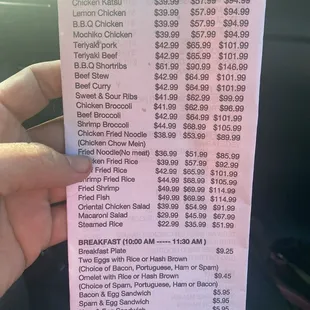 Chicken Katsu $39.99 $57.99 $94.99
Lemon Chicken $39.99 $57.99 $94.99
B.B.Q Chicken $39.99 $57.99 $94.99
Mochiko Chicken $39.99 $57.99 $94.99
Teriyaki pork $42.99 $65.99 $101.99
Teriyaki Beef $42.99 $65.99 $101.99
B.B.Q Shortribs $61.99 $90.99 $146.99
Beef Stew $42.99 $64.99 $101.99
Beef Curry $42.99 $64.99 $101.99
Sweet & Sour Ribs $41.99 $62.99 $99.99
Chicken Broccoli $41.99 $62.99 $96.99
Beef Broccoli $42.99 $64.99 $101.99
Shrimp Broccoli $44.99 $68.99 $105.99
Chicken Fried Noodle $38.99 $53.99 $89.99
(Chicken Chow Mein)
Fried Noodle(No meat) $36.99 $51.99 $85.99
Fried Rice $39.99 $57.99 $92.99
Fried Rice $42.99 $65.99 $101.99
Shrimp Fried Rice $44.99 $68.99 $105.99
Fried Shrimp $49.99 $69.99 $114.99
Fried Fish $49.99 $69.99 $114.99
Oriental Chicken Salad $39.99 $54.99 $91.99
Macaroni Salad $27.99 $45.99 $67.99
Steamed Rice $22.99 $35.99 $51.99
BREAKFAST (10:00 AM ----- 11:30 AM )
Breakfast Plate $9.25
Two Eggs with Rice or Hash Brown
(Choice of Bacon, Portuguese, Ham or Spam)
Omelet with Rice or Hash Brown $9.45
(Choice of Spam, Portuguese, Ham or Bacon)
Bacon & Egg Sandwich $5.95
Spam & Egg Sandwich $5.95